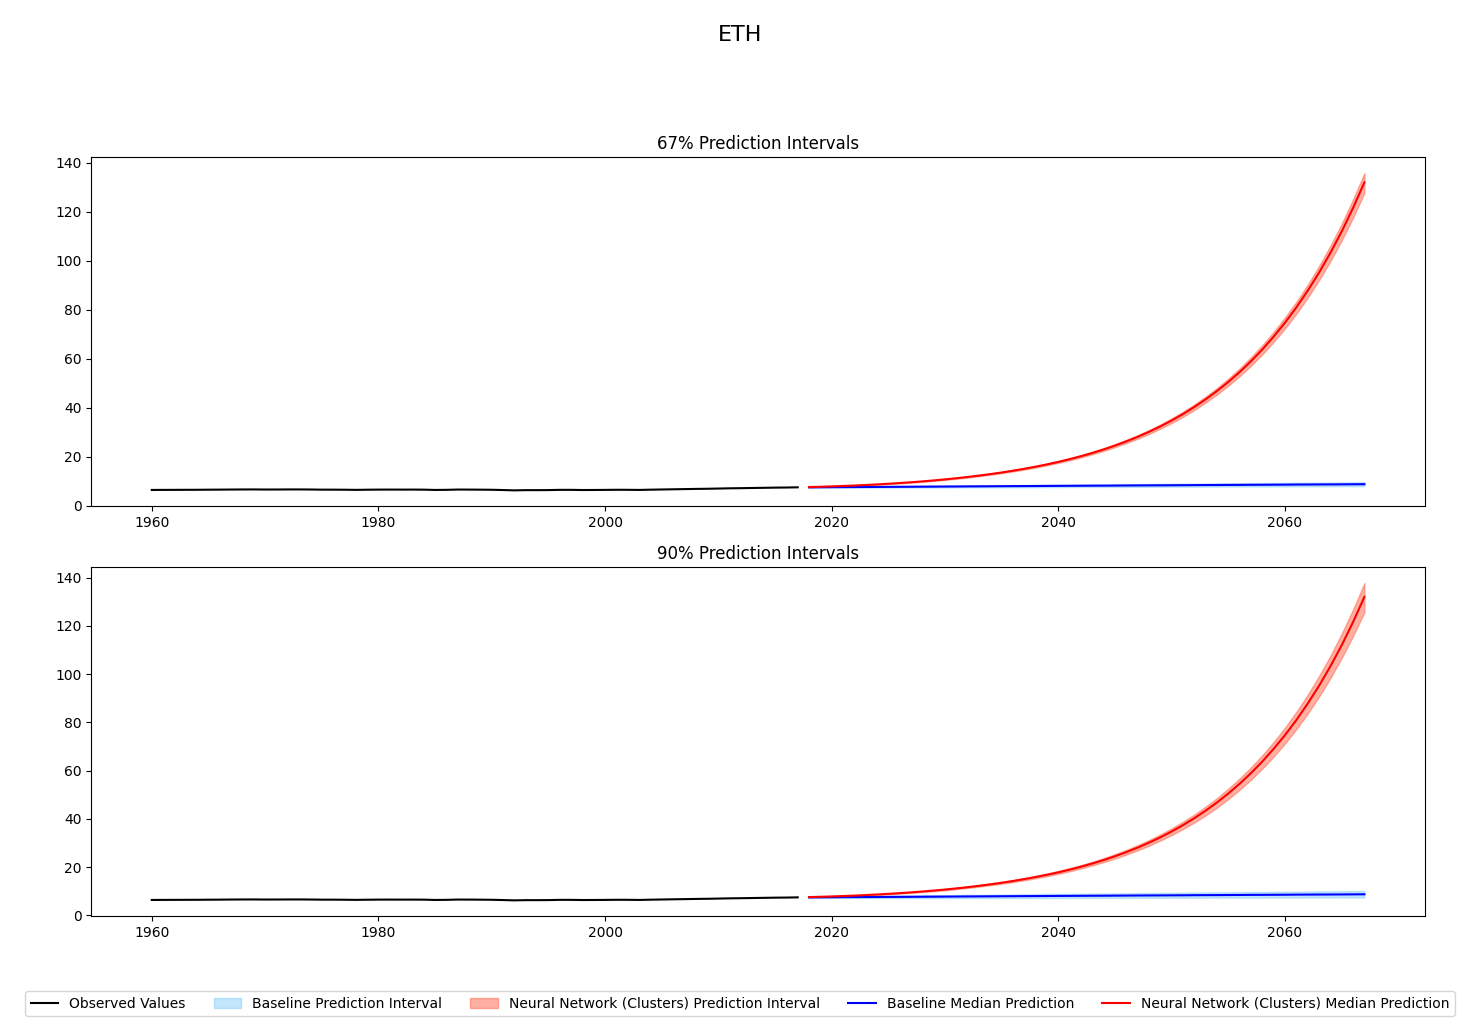 ETH
67% Prediction Intervals
140
120
100
80
60
40
20
0
1960 1980 2000 2020 2040 2060
90% Prediction Intervals
140
120
100
80
60
40
20
0
1960 1980 2000 2020 2040 2060
Observed Values Baseline Prediction Interval Neural Network (Clusters) Prediction Interval Baseline Median Prediction Neural Network (Clusters) Median Prediction